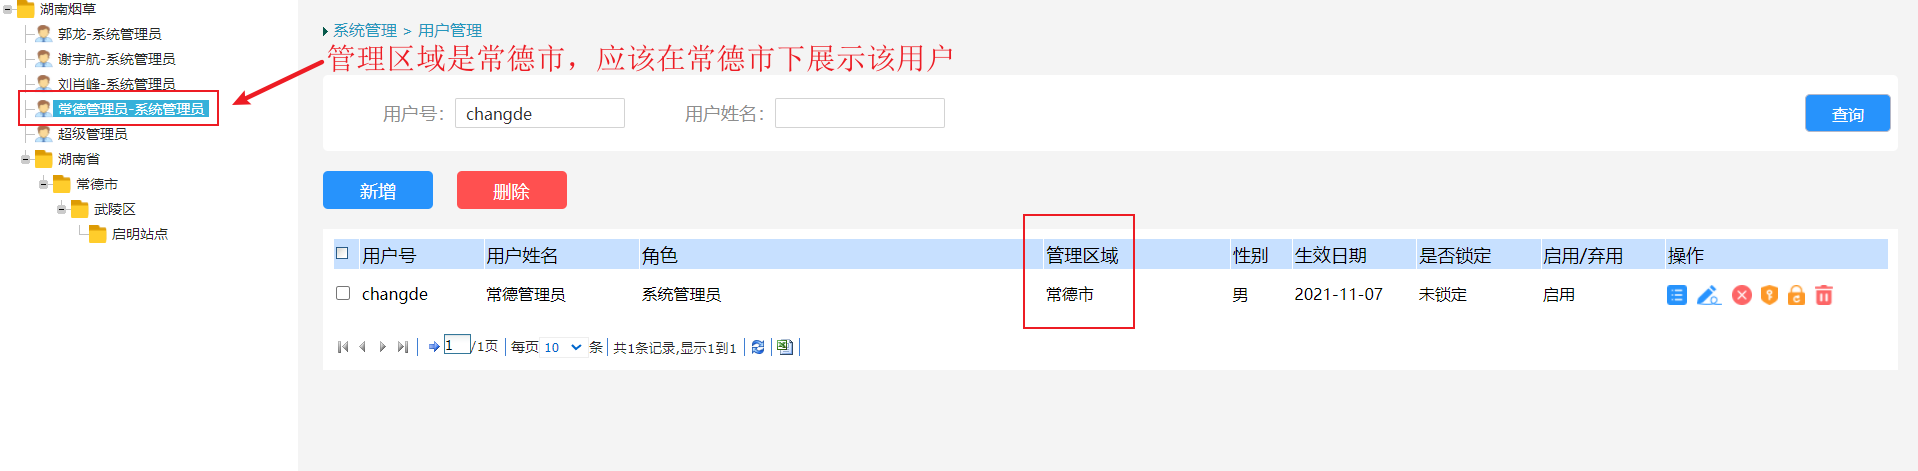 湖南烟草
郭龙-系统管理员
谢宇航-系统管理员
刘肖峰-系统管理员
常德管理员-系统管理员
超级管理员
湖南省
常德市
武陵区
启明站点
系统管理 > 用户管理
管理区域是常德市，应该在常德市下展示该用户
用户号： changde 用户姓名： 查询
新增 删除
用户号 用户姓名 角色 管理区域 性别 生效日期 是否锁定 启用/弃用 操作
changde 常德管理员 系统管理员 常德市 男 2021-11-07 未锁定 启用
1 /1页 每页 10 条 共1条记录,显示1到1